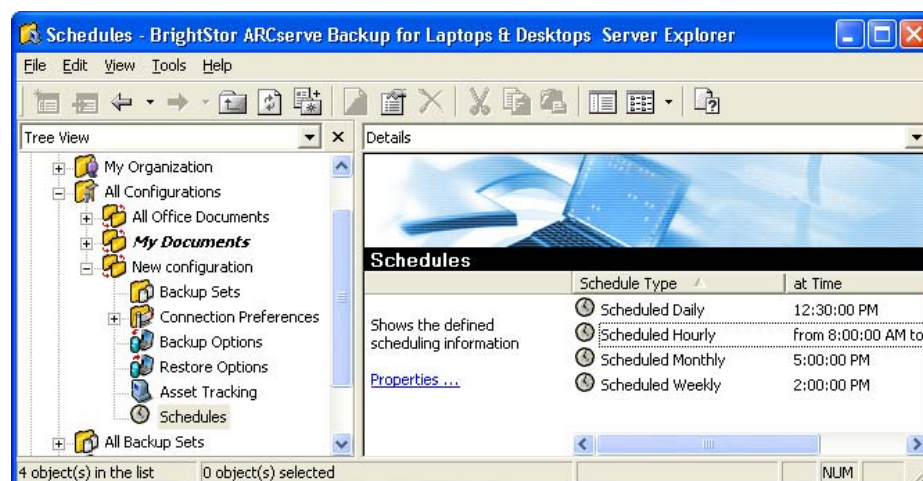 Schedules - BrightStor ARCserve Backup for Laptops & Desktops Server Explorer
File Edit View Tools Help
Tree View
My Organization
All Configurations
All Office Documents
My Documents
New configuration
Backup Sets
Connection Preferences
Backup Options
Restore Options
Asset Tracking
Schedules
All Backup Sets
Details
Schedules
Shows the defined
scheduling information
Properties ...
Schedule Type at Time
Scheduled Daily 12:30:00 PM
Scheduled Hourly from 8:00:00 AM to
Scheduled Monthly 5:00:00 PM
Scheduled Weekly 2:00:00 PM
4 object(s) in the list 0 object(s) selected NUM